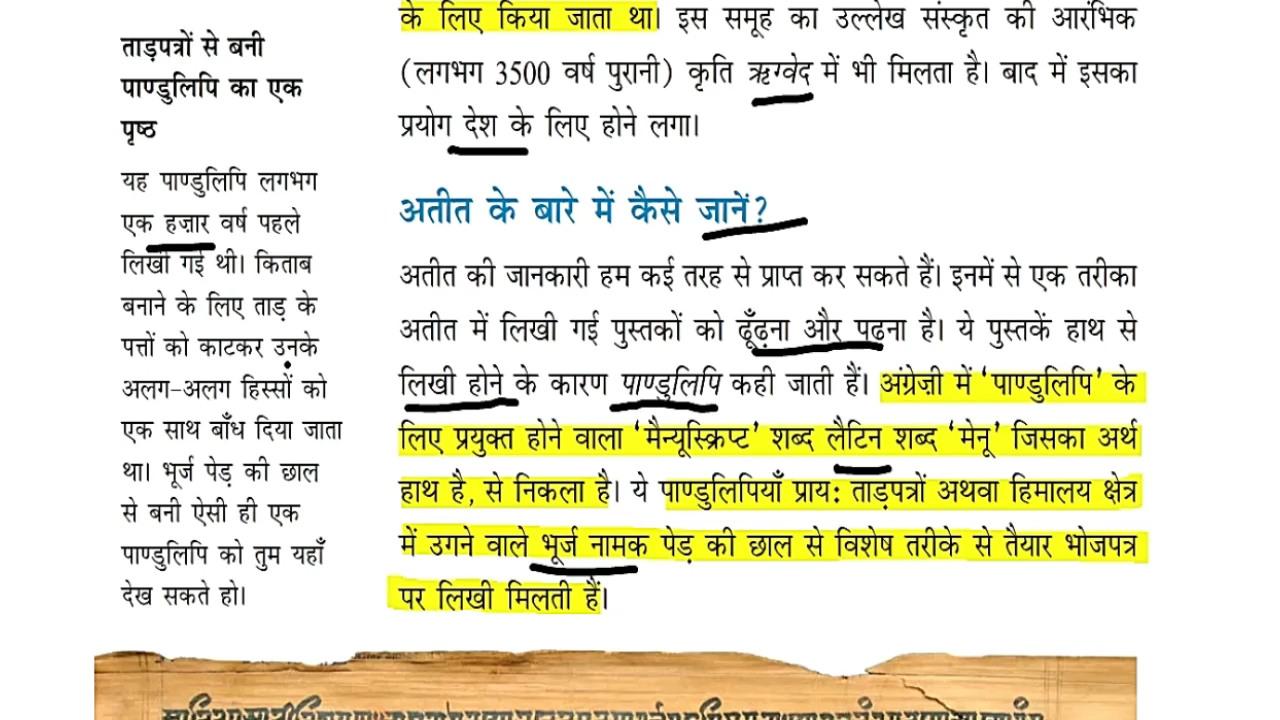 ताड़पत्रों से बनी
पाण्डुलिपि का एक
पृष्ठ
यह पाण्डुलिपि लगभग
एक हज़ार वर्ष पहले
लिखी गई थी। किताब
बनाने के लिए ताड़ के
पत्तों को काटकर उनके
अलग-अलग हिस्सों को
एक साथ बाँध दिया जाता
था। भूर्ज पेड़ की छाल
से बनी ऐसी ही एक
पाण्डुलिपि को तुम यहाँ
देख सकते हो।
के लिए किया जाता था। इस समूह का उल्लेख संस्कृत की आरंभिक
(लगभग 3500 वर्ष पुरानी) कृति ऋग्वेद में भी मिलता है। बाद में इसका
प्रयोग देश के लिए होने लगा।
अतीत के बारे में कैसे जानें?
अतीत की जानकारी हम कई तरह से प्राप्त कर सकते हैं। इनमें से एक तरीका
अतीत में लिखी गई पुस्तकों को ढूँढ़ना और पढ़ना है। ये पुस्तकें हाथ से
लिखी होने के कारण पाण्डुलिपि कही जाती हैं। अंग्रेज़ी में 'पाण्डुलिपि' के
लिए प्रयुक्त होने वाला 'मैन्यूस्क्रिप्ट' शब्द लैटिन शब्द 'मेनू' जिसका अर्थ
हाथ है, से निकला है। ये पाण्डुलिपियाँ प्राय: ताड़पत्रों अथवा हिमालय क्षेत्र
में उगने वाले भूर्ज नामक पेड़ की छाल से विशेष तरीके से तैयार भोजपत्र
पर लिखी मिलती हैं।